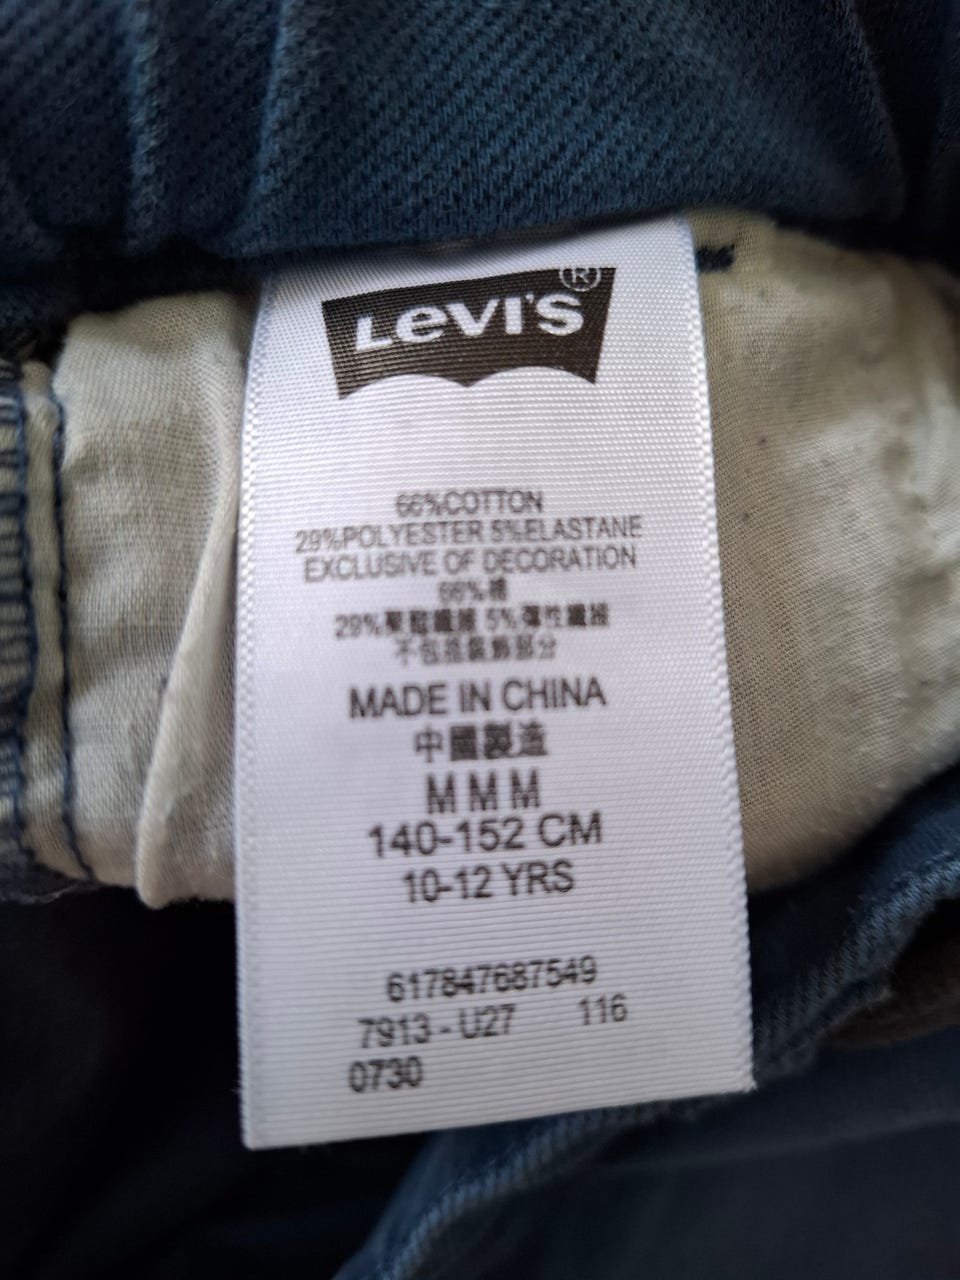 LEVI'S®
66%COTTON
29%POLYESTER 5%ELASTANE
EXCLUSIVE OF DECORATION
66%棉
29%聚酯纖維 5%彈性纖維
不包括裝飾部分
MADE IN CHINA
中國製造
M M M
140-152 CM
10-12 YRS
617847687549
7913 - U27 116
0730